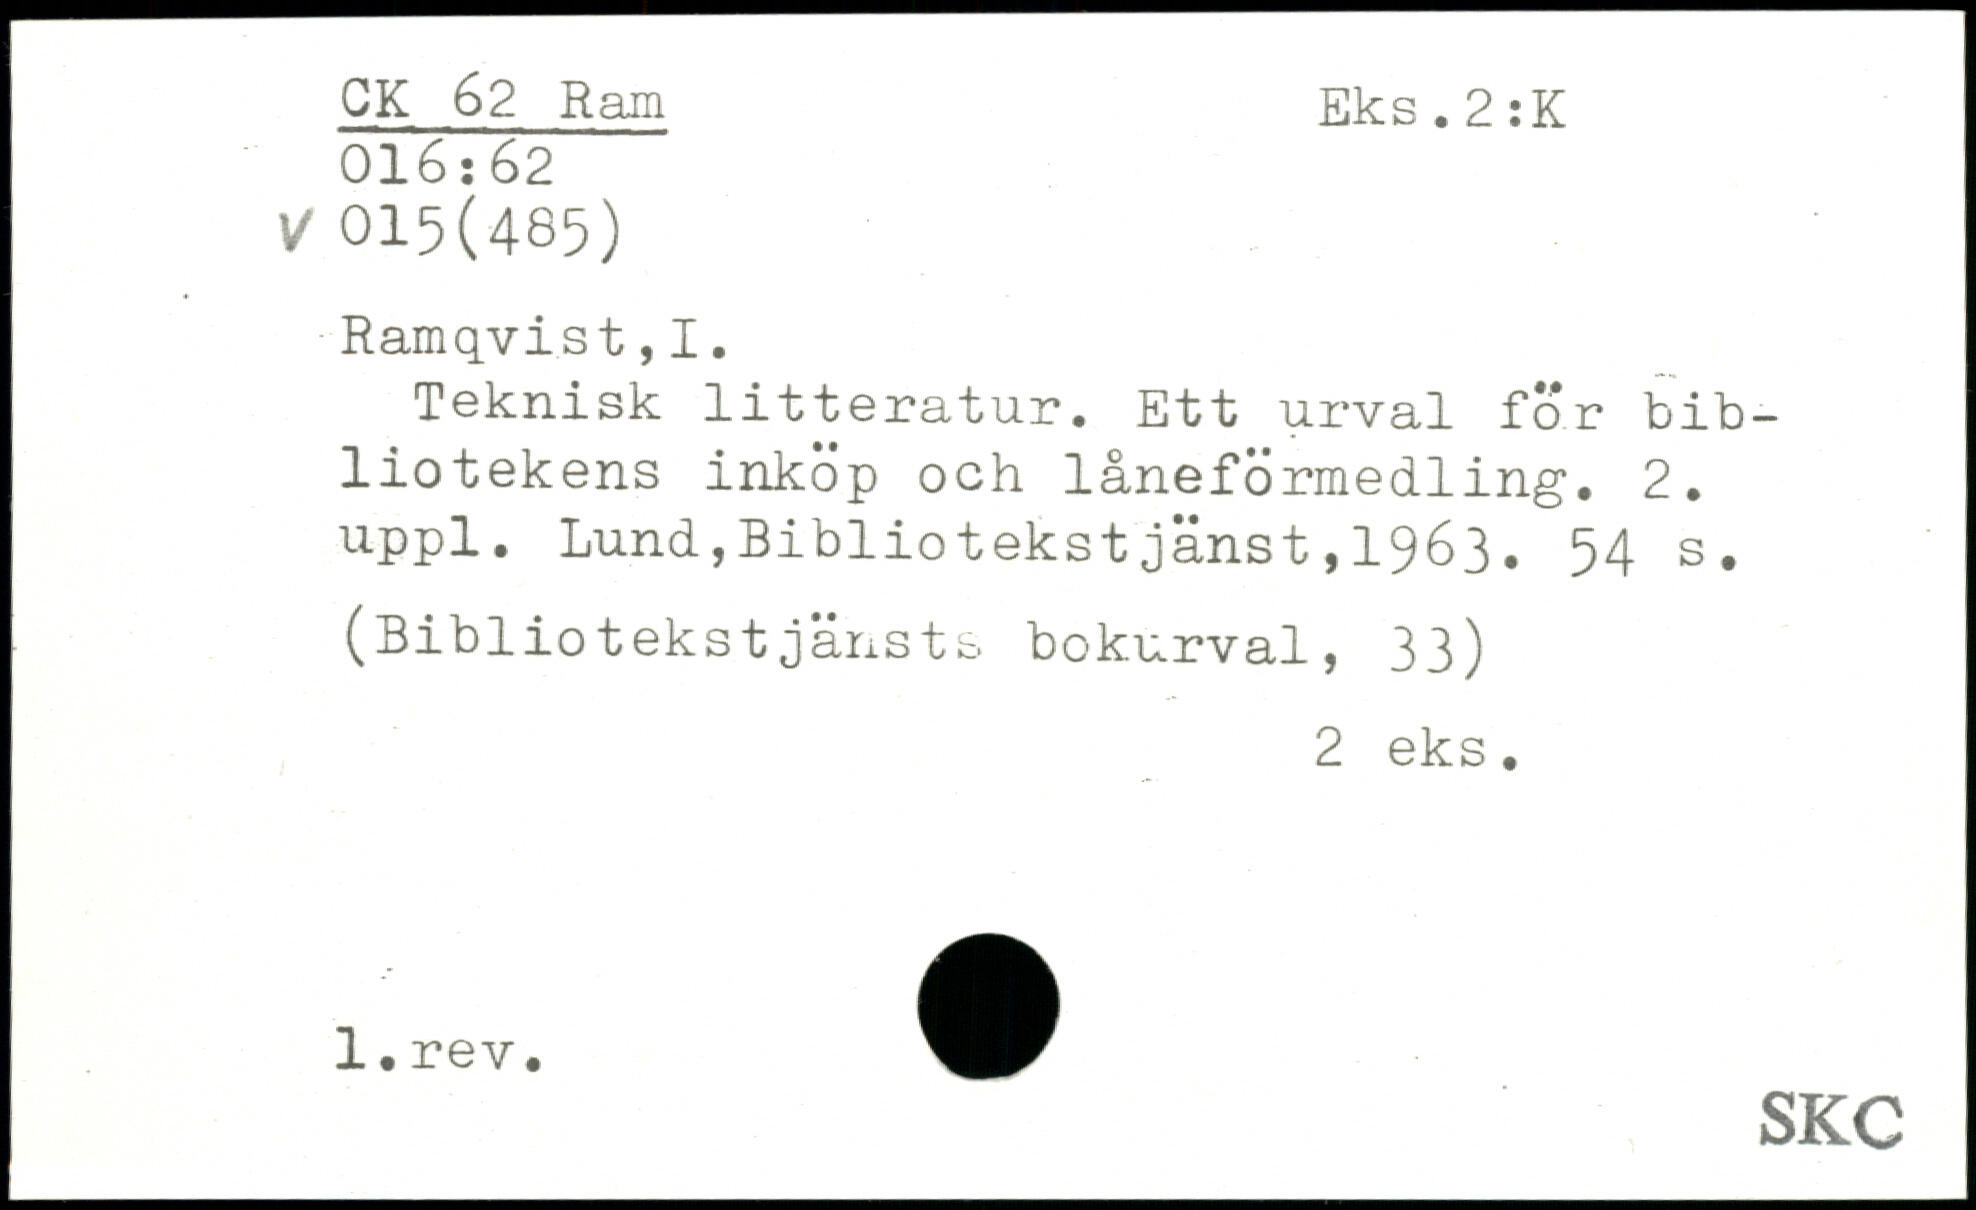 CK 62 Ram
Eks.2:K
016:62
V 015(485)
Ramqvist,I.
Teknisk litteratur. Ett urval för bib-
liotekens inköp och låneförmedling. 2.
uppl. Lund,Bibliotekstjänst,1963. 54 s.
(Bibliotekstjänsts bokurval, 33)
2 eks.
1.rev.
SKC